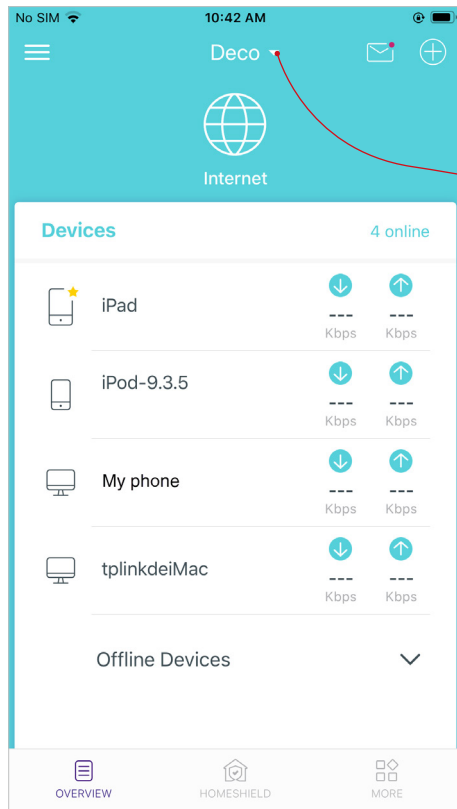 No SIM 10:42 AM
Deco
Internet
Devices 4 online
iPad
--- ---
Kbps Kbps
iPod-9.3.5
--- ---
Kbps Kbps
My phone
--- ---
Kbps Kbps
tplinkdeiMac
--- ---
Kbps Kbps
Offline Devices
OVERVIEW HOMESHIELD MORE